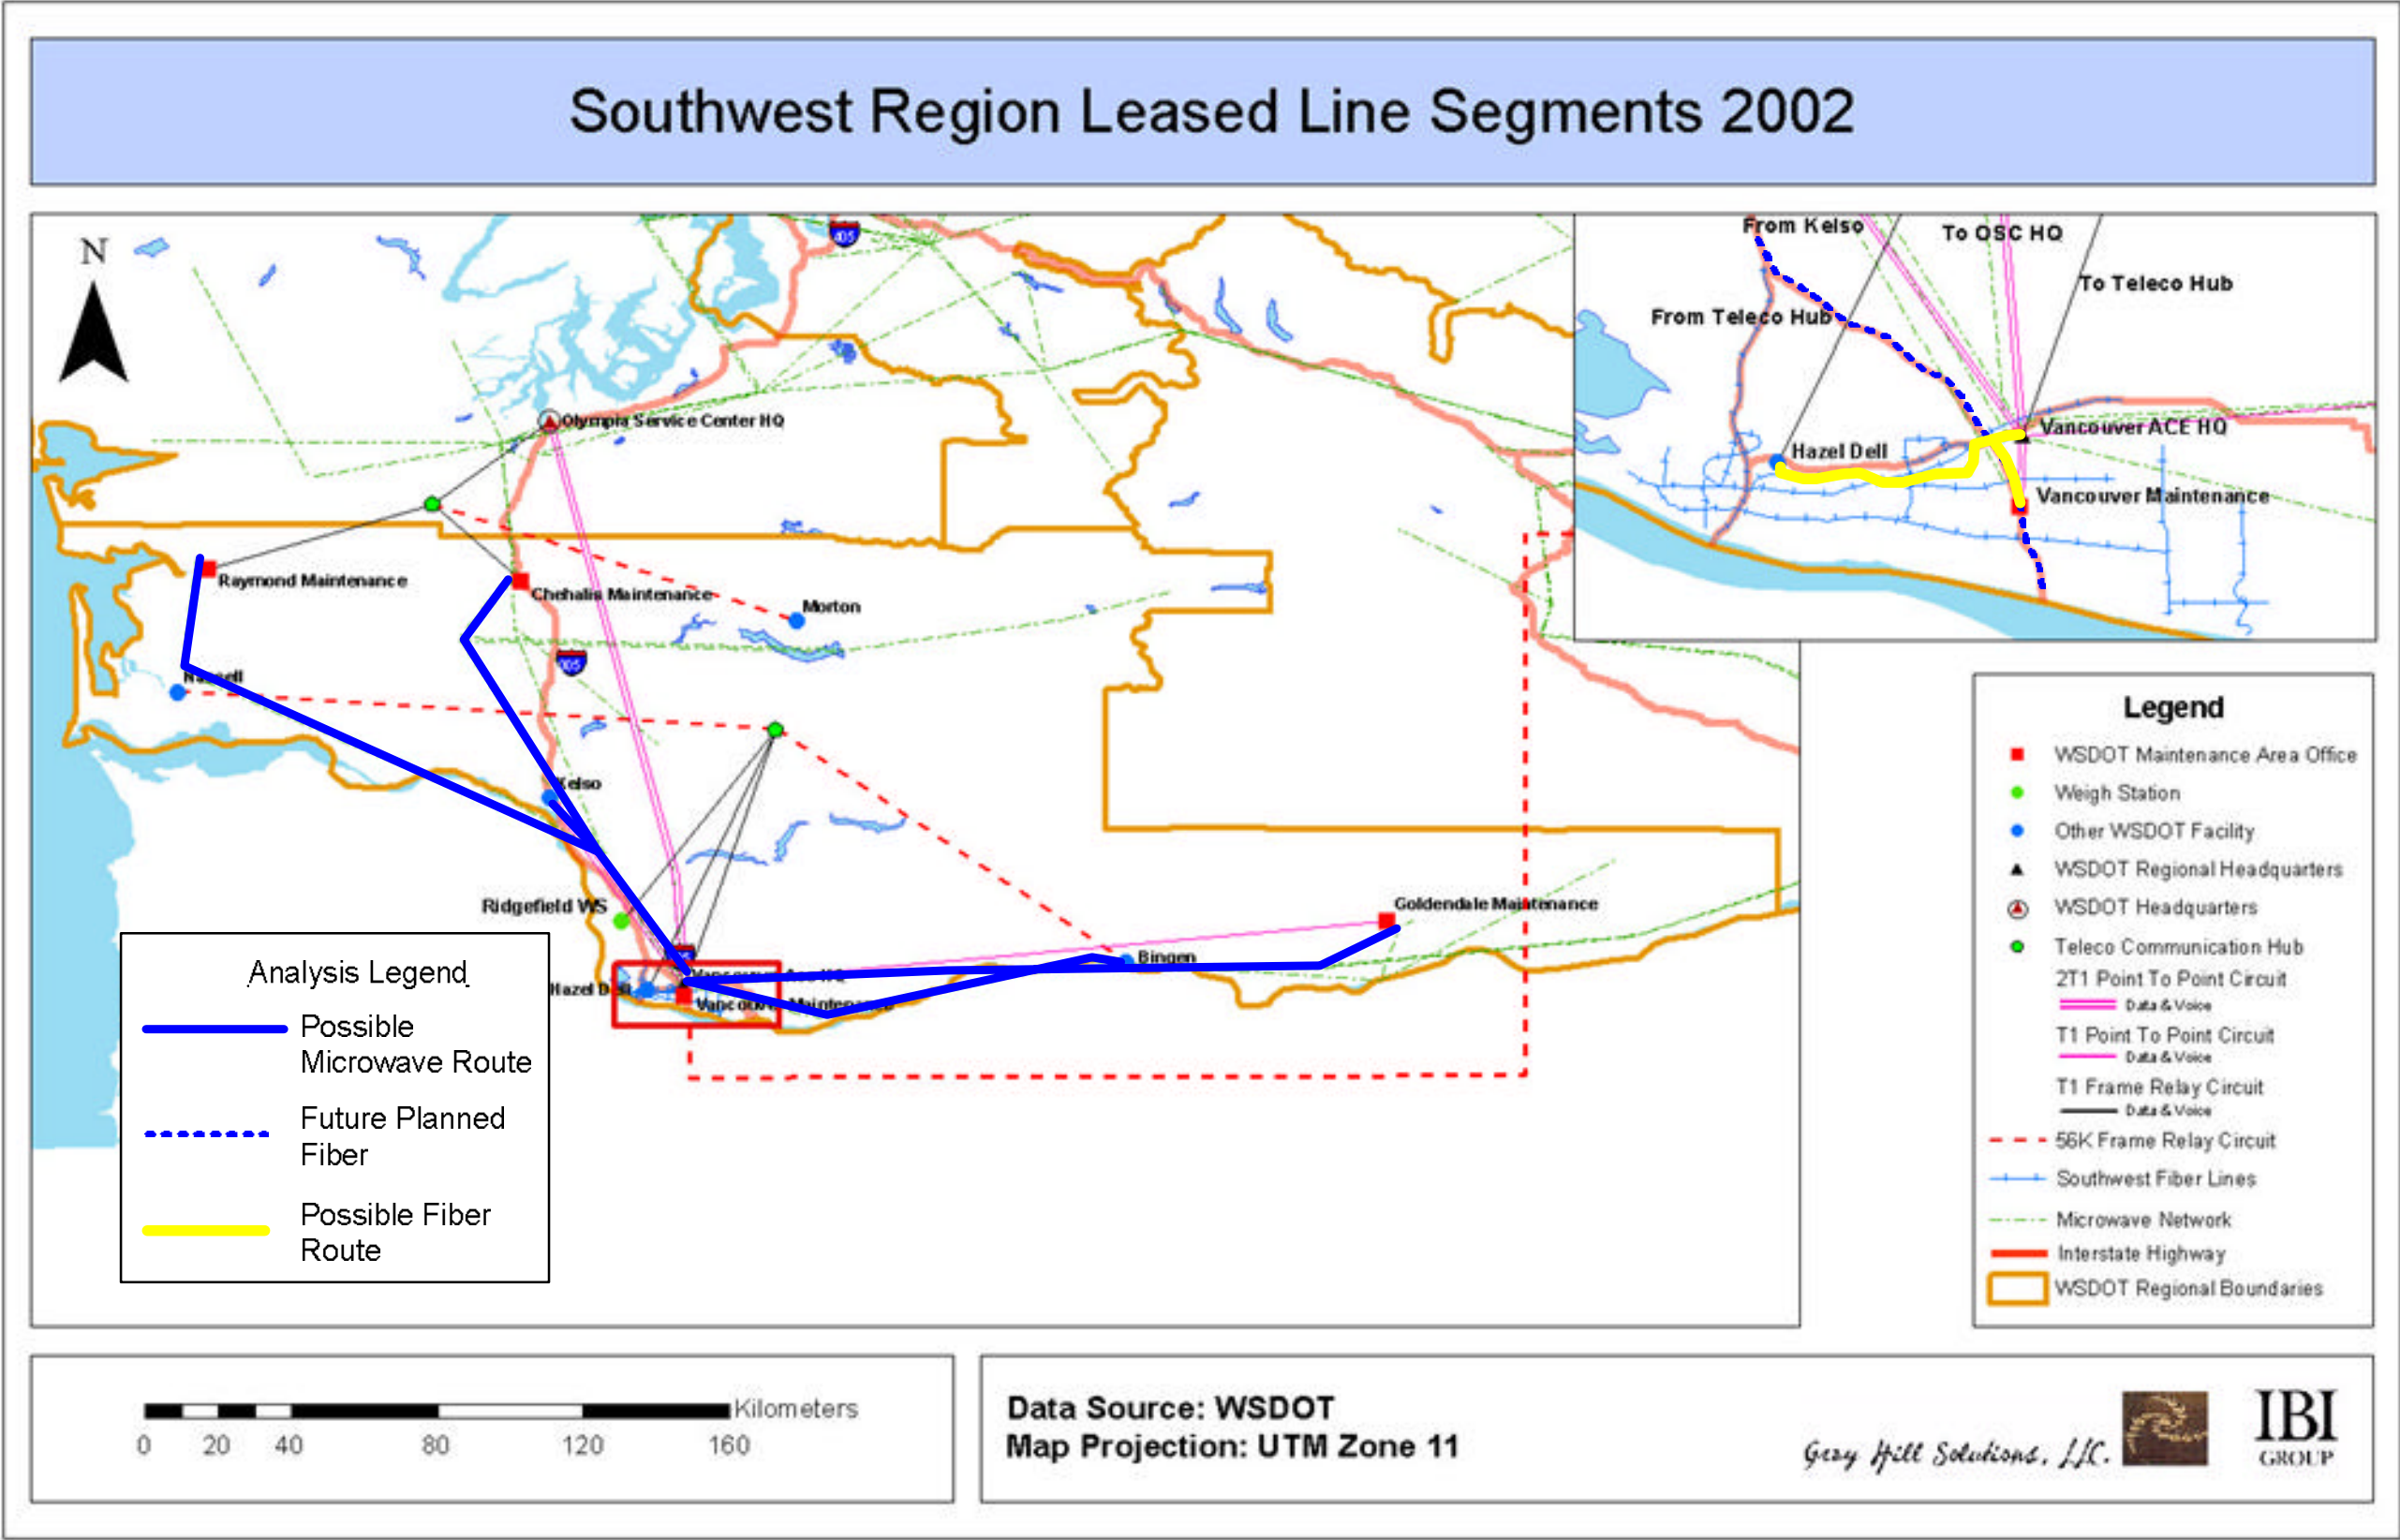 Southwest Region Leased Line Segments 2002
N
405
Olympia Service Center HQ
Raymond Maintenance
Chehalis Maintenance
Morton
Kelso
Ridgefield WS
Goldendale Maintenance
Bingen
Hazel Dell
Vancouver Maintenance
From Kelso
To OSC HQ
To Teleco Hub
From Teleco Hub
Vancouver ACE HQ
Hazel Dell
Vancouver Maintenance
Analysis Legend
Possible
Microwave Route
Future Planned
Fiber
Possible Fiber
Route
Legend
WSDOT Maintenance Area Office
Weigh Station
Other WSDOT Facility
WSDOT Regional Headquarters
WSDOT Headquarters
Teleco Communication Hub
2T1 Point To Point Circuit
Data & Voice
T1 Point To Point Circuit
Data & Voice
T1 Frame Relay Circuit
Data & Voice
56K Frame Relay Circuit
Southwest Fiber Lines
Microwave Network
Interstate Highway
WSDOT Regional Boundaries
Kilometers
0 20 40 80 120 160
Data Source: WSDOT
Map Projection: UTM Zone 11
Gray Hill Solutions, LLC.
IBI
GROUP